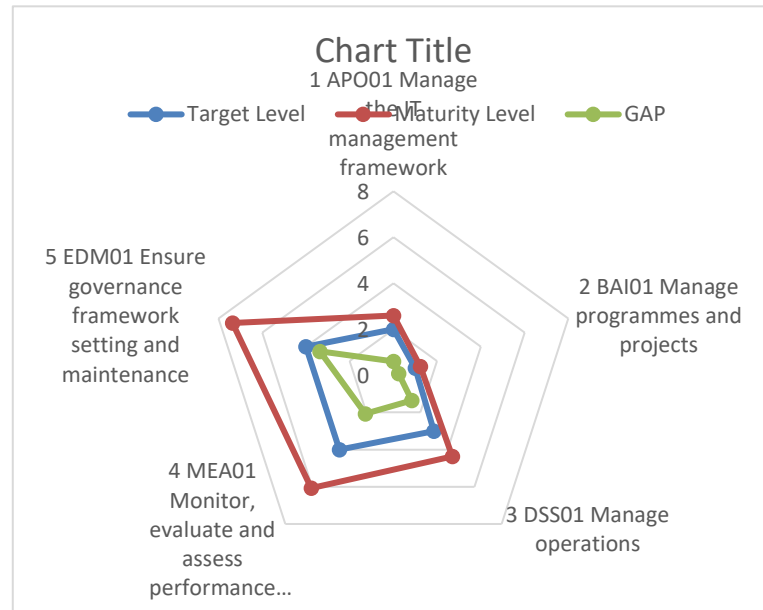 Chart Title
1 APO01 Manage
the IT
management
framework
Target Level
Maturity Level
GAP
8
6
4
2
0
2 BAI01 Manage
programmes and
projects
3 DSS01 Manage
operations
4 MEA01
Monitor,
evaluate and
assess
performance...
5 EDM01 Ensure
governance
framework
setting and
maintenance